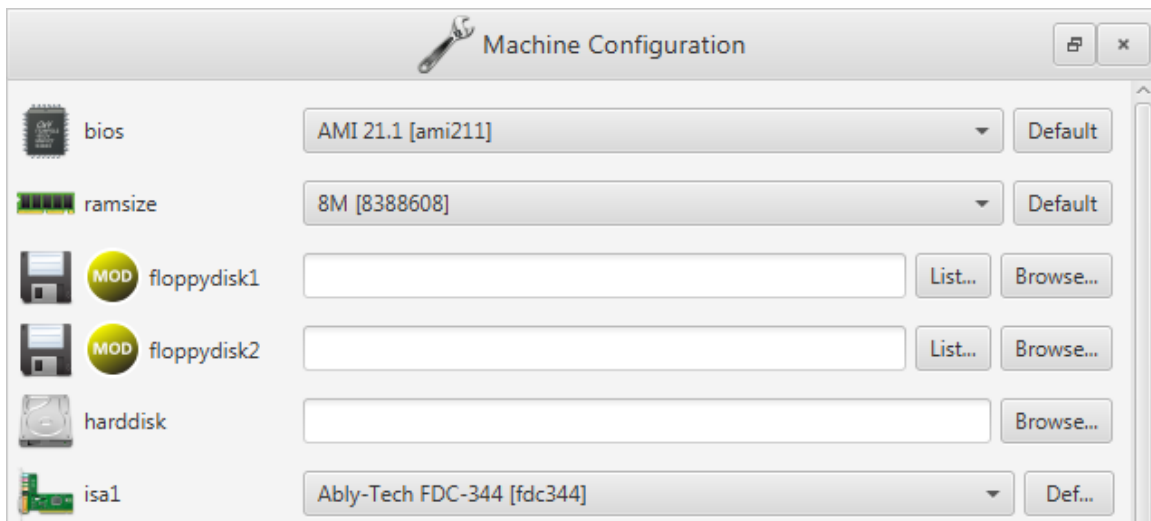 Machine Configuration
bios AMI 21.1 [ami211] Default
ramsize 8M [8388608] Default
MOD floppydisk1 List... Browse...
MOD floppydisk2 List... Browse...
harddisk Browse...
isa1 Ably-Tech FDC-344 [fdc344] Def...